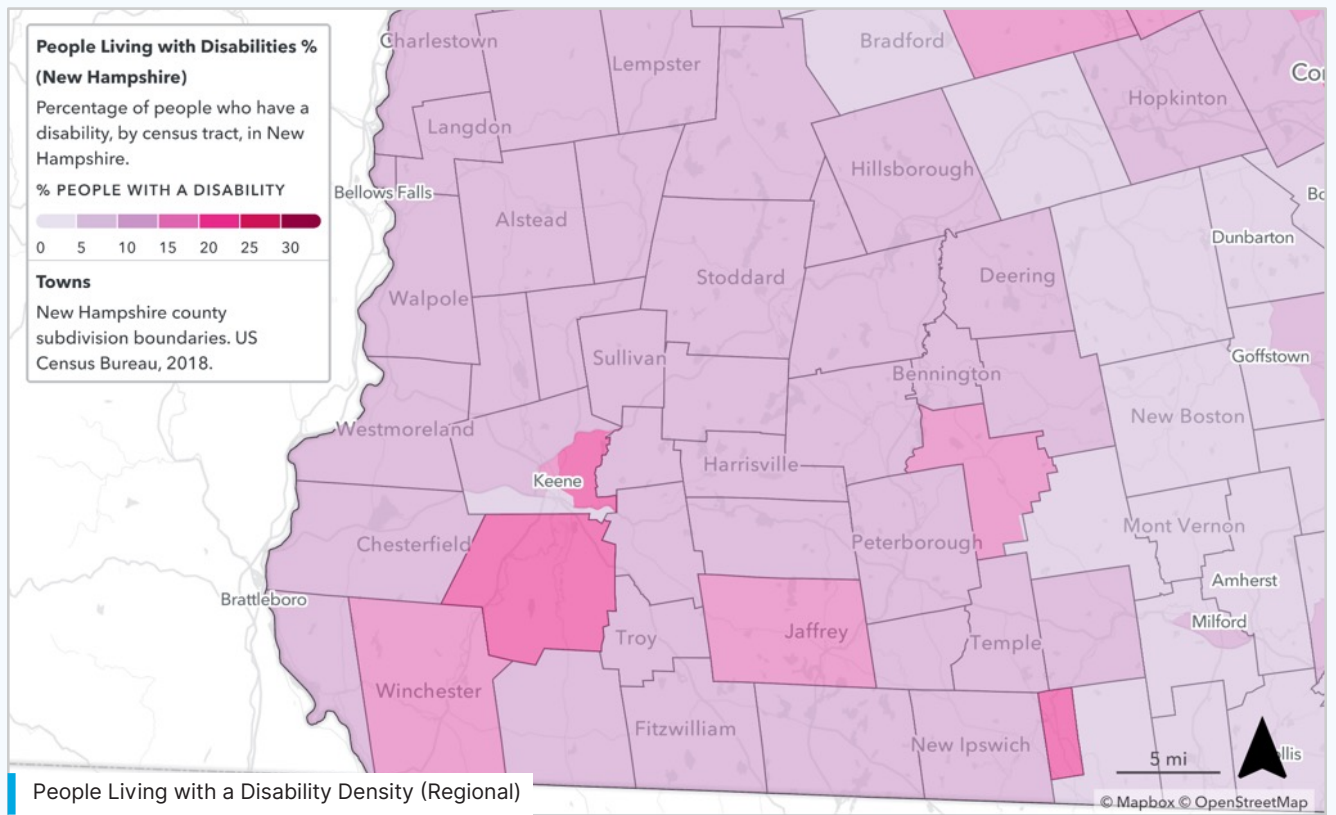 People Living with Disabilities %
(New Hampshire)
Percentage of people who have a
disability, by census tract, in New
Hampshire.
% PEOPLE WITH A DISABILITY
0 5 10 15 20 25 30
Towns
New Hampshire county
subdivision boundaries. US
Census Bureau, 2018.
Charlestown
Bradford
Lempster
Hopkinton
Langdon
Hillsborough
Bellows Falls
Alstead
Dunbarton
Stoddard
Deering
Walpole
Sullivan
Goffstown
Bennington
New Boston
Westmoreland
Harrisville
Keene
Mont Vernon
Chesterfield
Peterborough
Amherst
Brattleboro
Milford
Troy
Jaffrey
Temple
Winchester
Fitzwilliam
New Ipswich
5 mi
© Mapbox © OpenStreetMap
People Living with a Disability Density (Regional)